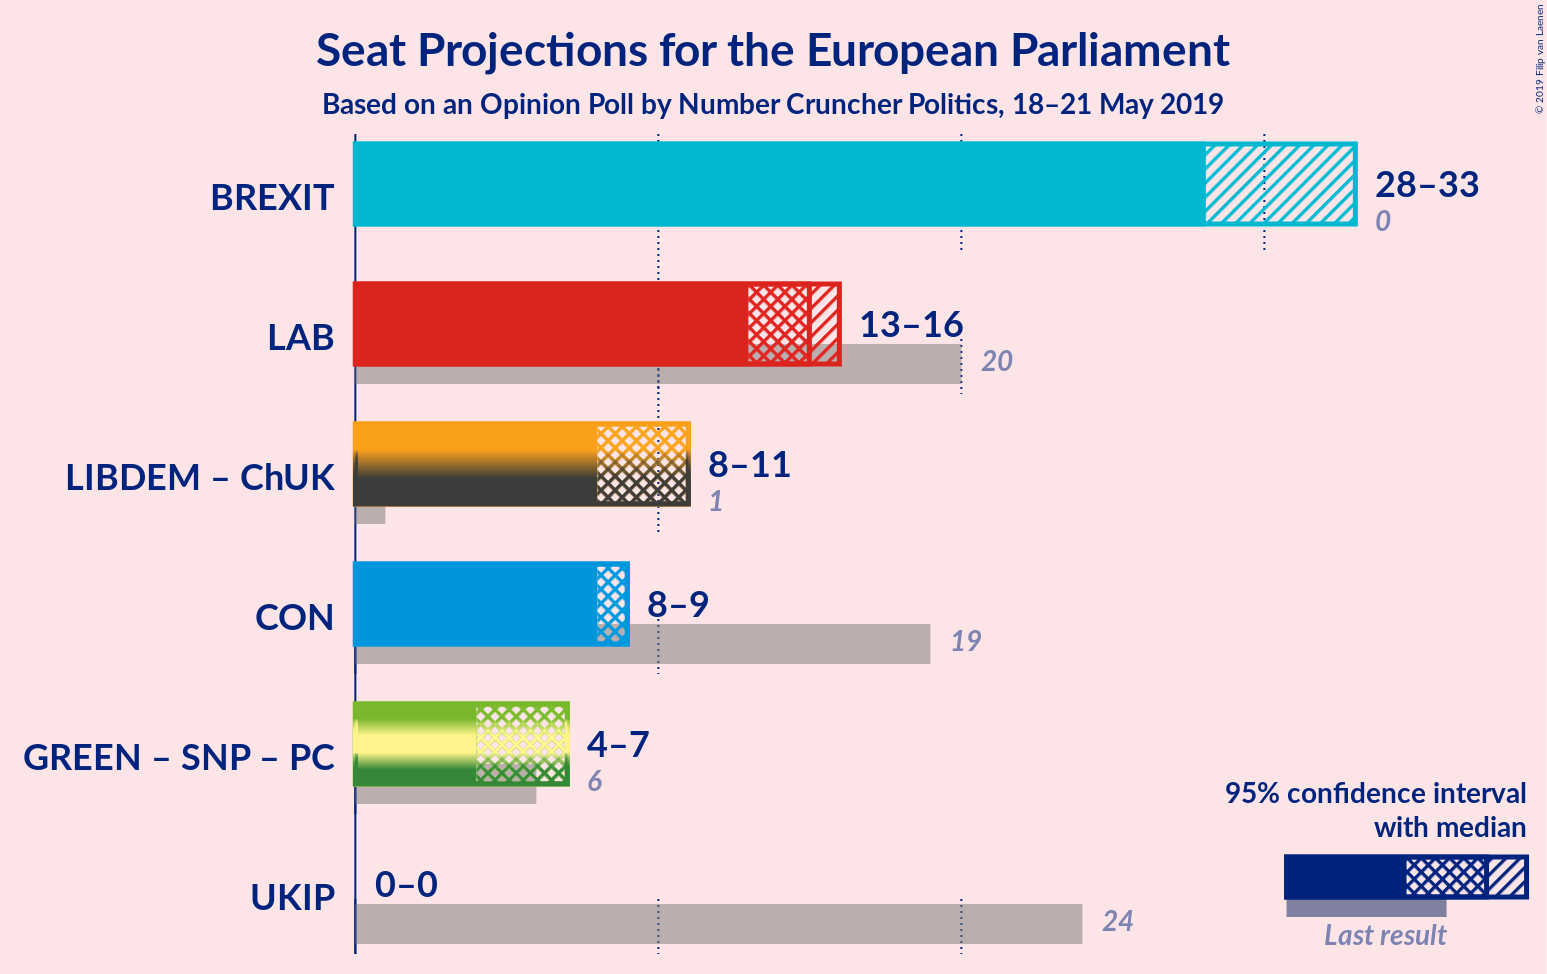 Seat Projections for the European Parliament
Based on an Opinion Poll by Number Cruncher Politics, 18–21 May 2019
© 2019 Filip van Laenen
BREXIT
28–33
0
LAB
13–16
20
LIBDEM – ChUK
8–11
1
CON
8–9
19
GREEN – SNP – PC
4–7
6
UKIP
0–0
24
95% confidence interval
with median
Last result